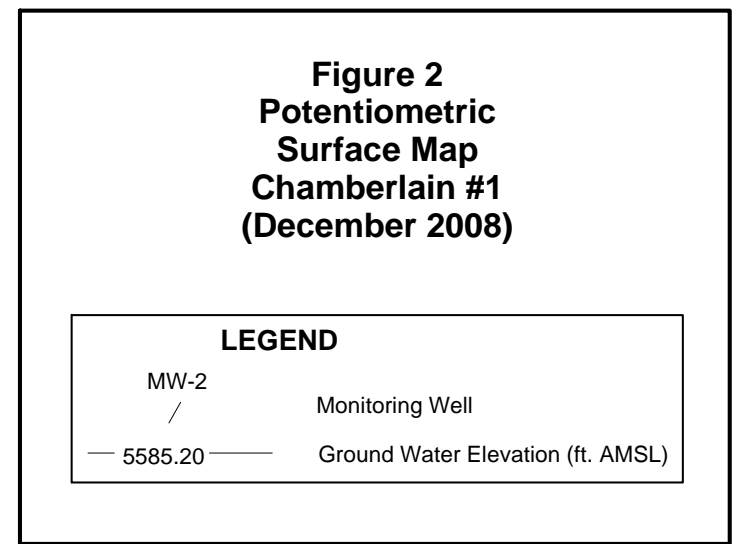 Figure 2
Potentiometric
Surface Map
Chamberlain #1
(December 2008)
LEGEND
MW-2
Monitoring Well
5585.20 Ground Water Elevation (ft. AMSL)